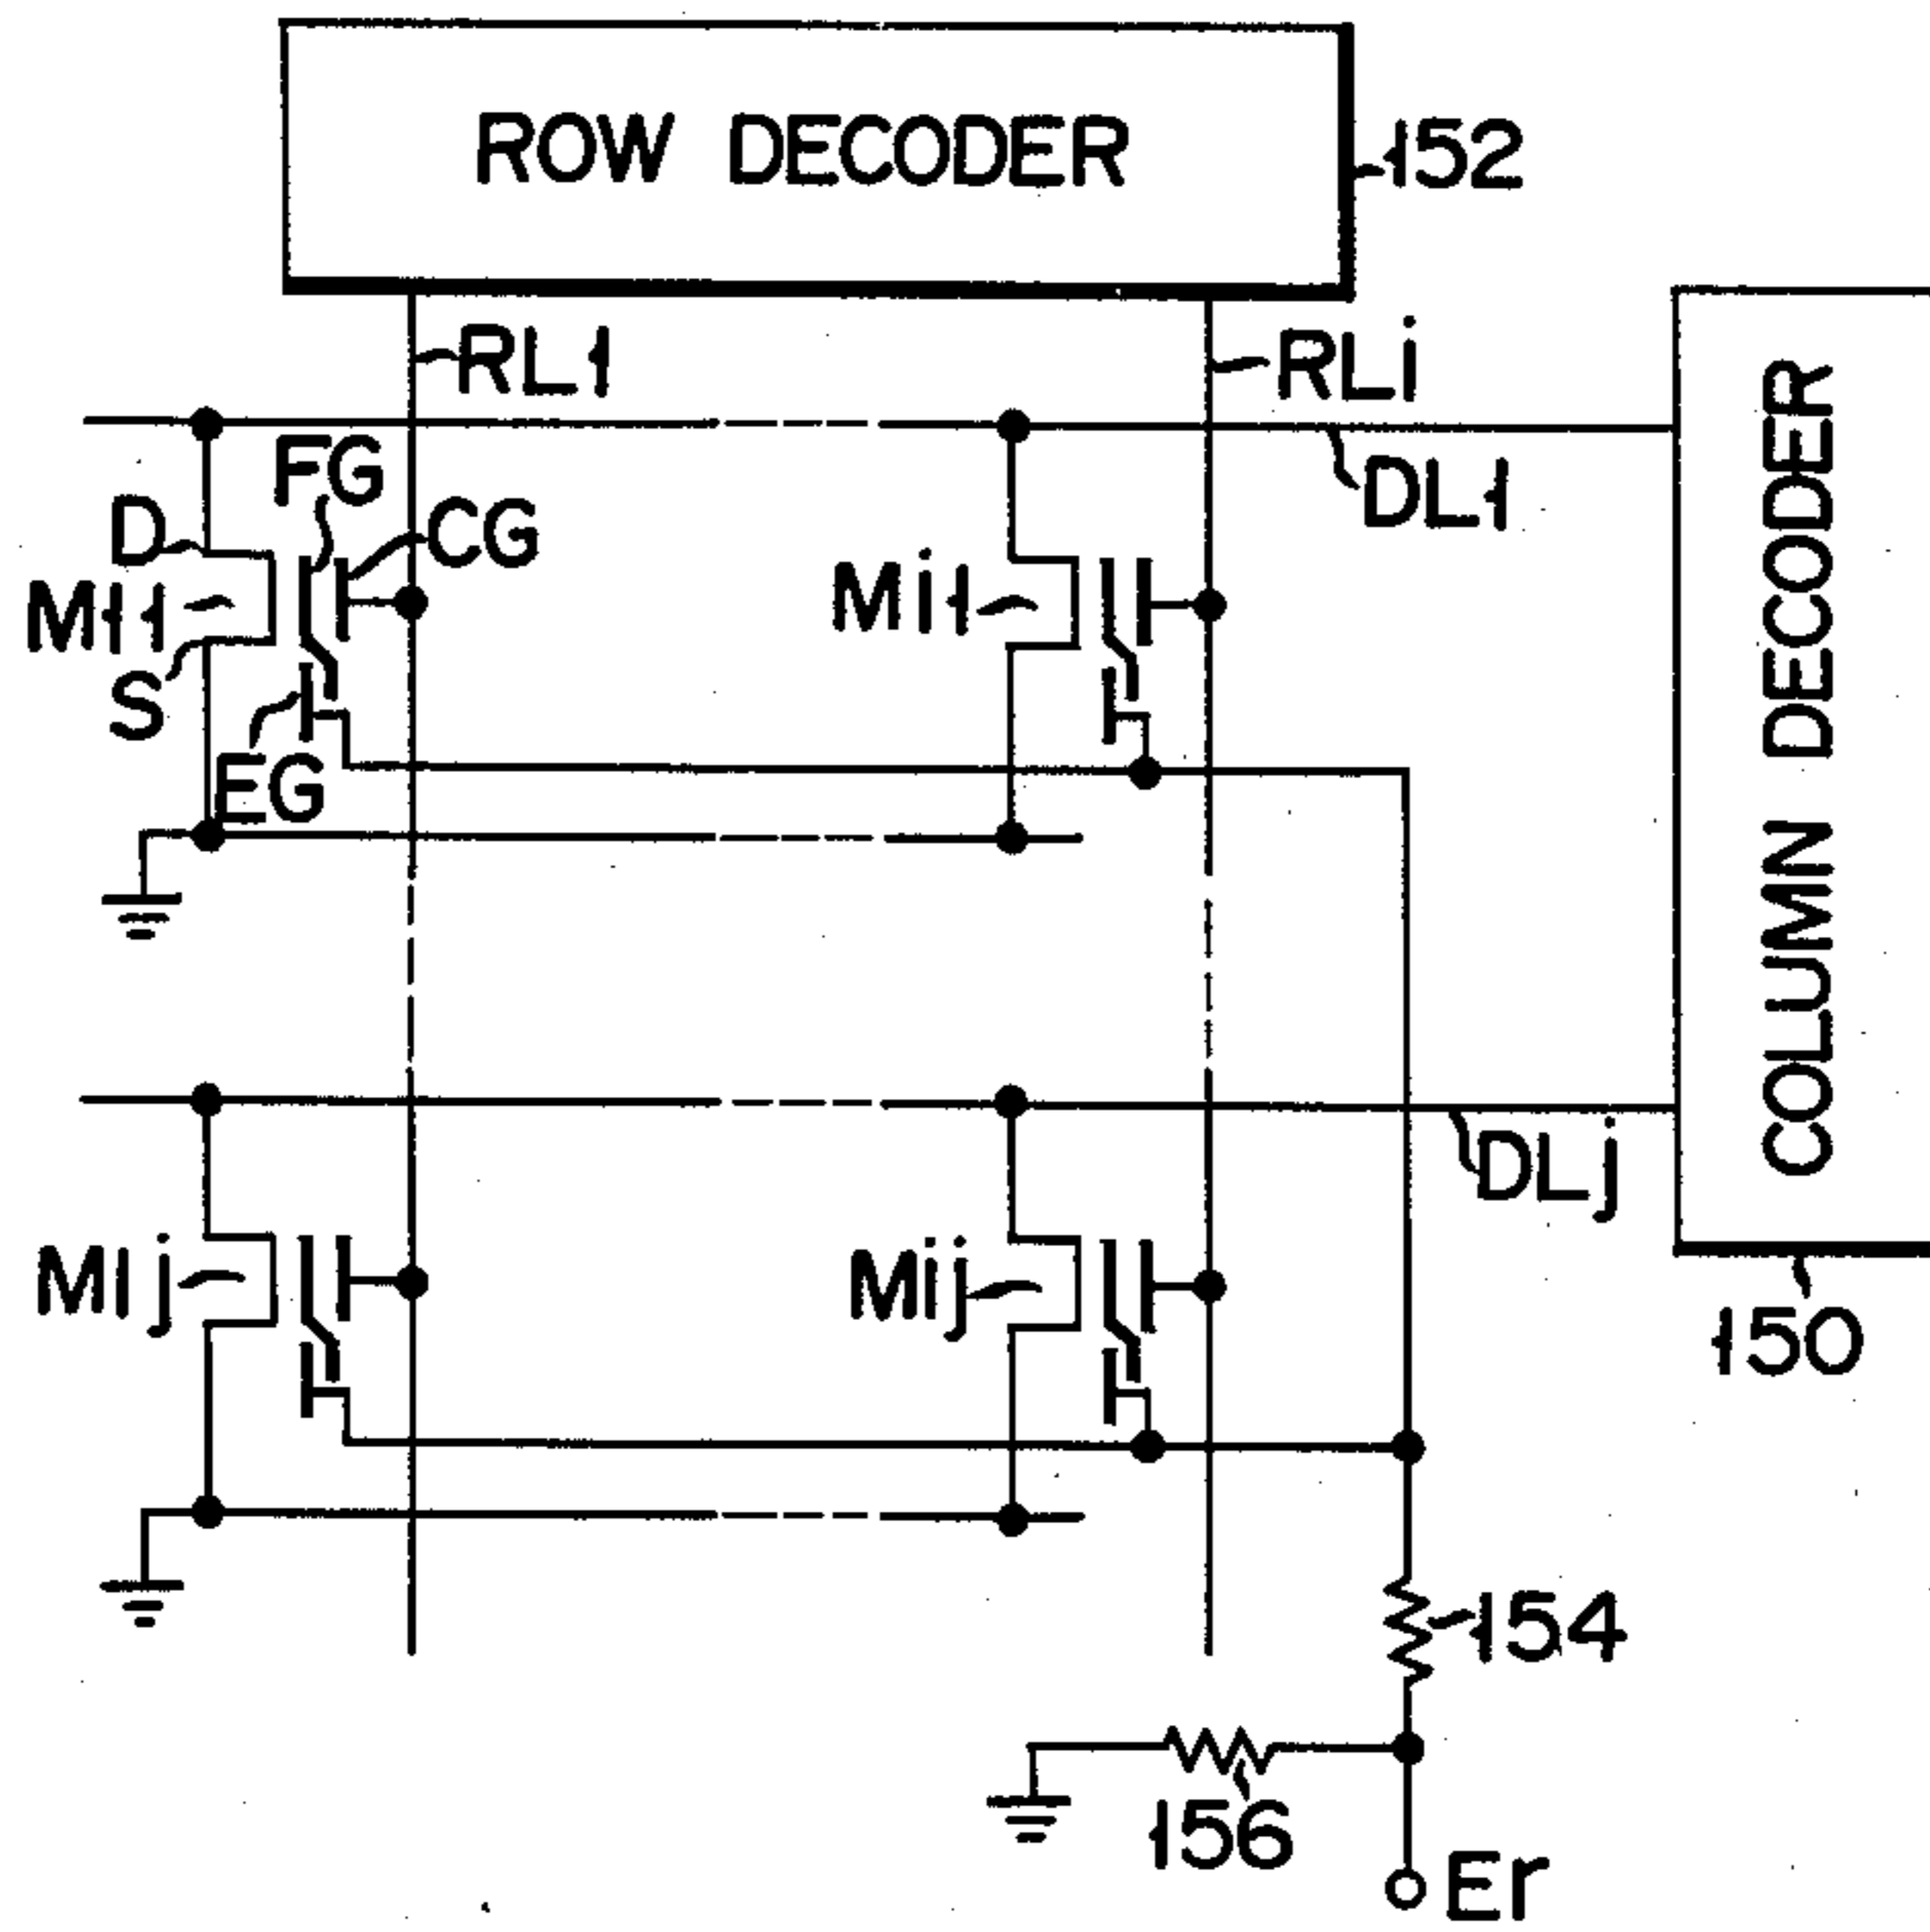 ROW DECODER
152
RL1
RLi
DL1
FG
D
CG
M11
Mi1
S
EG
COLUMN DECODER
DLj
M1j
Mij
150
154
156
Er